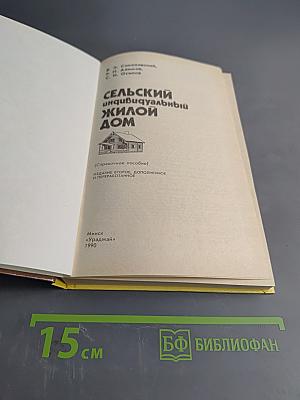 СЕЛЬСКИЙ
индивидуальный
ЖИЛОЙ
ДОМ
(Справочное пособие)
ИЗДАНИЕ ВТОРОЕ, ДОПОЛНЕННОЕ
И ПЕРЕРАБОТАННОЕ
Минск
«Ураджай»
1990
15 см
БФ БИБЛИОФАН